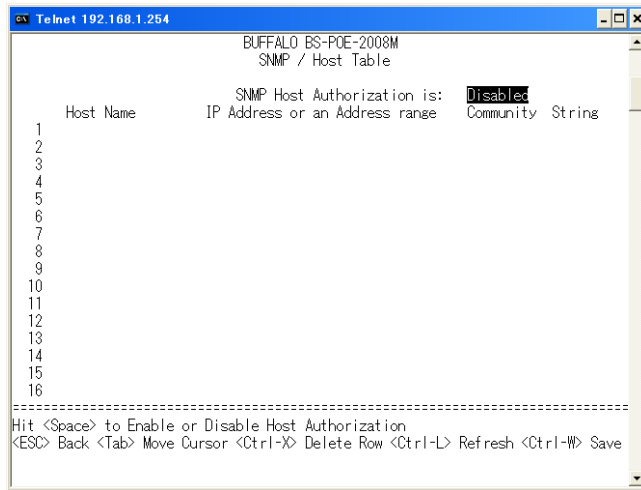 Telnet 192.168.1.254
BUFFALO BS-POE-2008M
SNMP / Host Table
SNMP Host Authorization is: Disabled
Host Name IP Address or an Address range Community String
1
2
3
4
5
6
7
8
9
10
11
12
13
14
15
16
================================================================================
Hit <Space> to Enable or Disable Host Authorization
<ESC> Back <Tab> Move Cursor <Ctrl-X> Delete Row <Ctrl-L> Refresh <Ctrl-W> Save